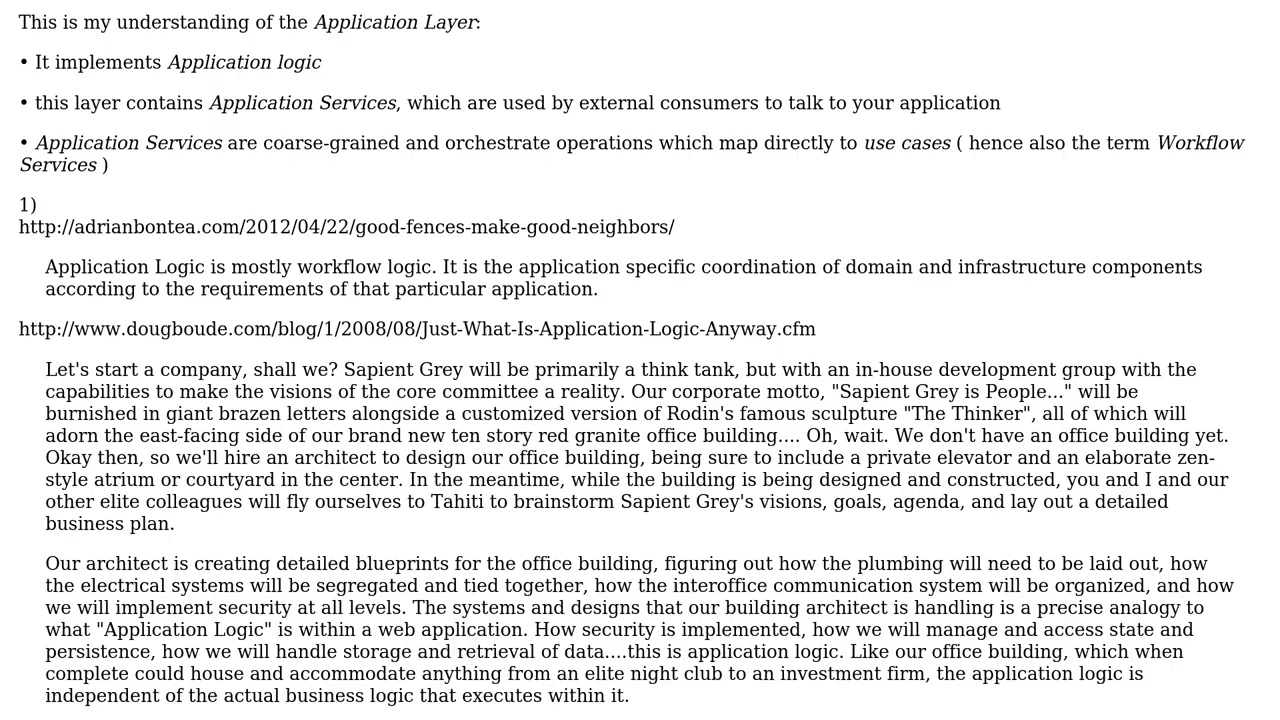 This is my understanding of the Application Layer:
• It implements Application logic
• this layer contains Application Services, which are used by external consumers to talk to your application
• Application Services are coarse-grained and orchestrate operations which map directly to use cases ( hence also the term Workflow
Services )
1)
http://adrianbontea.com/2012/04/22/good-fences-make-good-neighbors/
Application Logic is mostly workflow logic. It is the application specific coordination of domain and infrastructure components
according to the requirements of that particular application.
http://www.dougboude.com/blog/1/2008/08/Just-What-Is-Application-Logic-Anyway.cfm
Let's start a company, shall we? Sapient Grey will be primarily a think tank, but with an in-house development group with the
capabilities to make the visions of the core committee a reality. Our corporate motto, "Sapient Grey is People..." will be
burnished in giant brazen letters alongside a customized version of Rodin's famous sculpture "The Thinker", all of which will
adorn the east-facing side of our brand new ten story red granite office building.... Oh, wait. We don't have an office building yet.
Okay then, so we'll hire an architect to design our office building, being sure to include a private elevator and an elaborate zen-
style atrium or courtyard in the center. In the meantime, while the building is being designed and constructed, you and I and our
other elite colleagues will fly ourselves to Tahiti to brainstorm Sapient Grey's visions, goals, agenda, and lay out a detailed
business plan.
Our architect is creating detailed blueprints for the office building, figuring out how the plumbing will need to be laid out, how
the electrical systems will be segregated and tied together, how the interoffice communication system will be organized, and how
we will implement security at all levels. The systems and designs that our building architect is handling is a precise analogy to
what "Application Logic" is within a web application. How security is implemented, how we will manage and access state and
persistence, how we will handle storage and retrieval of data....this is application logic. Like our office building, which when
complete could house and accommodate anything from an elite night club to an investment firm, the application logic is
independent of the actual business logic that executes within it.